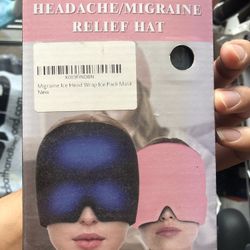 HEADACHE/MIGRAINE
RELIEF HAT
Migraine Ice Head Wrap Ice Pack Mask
New